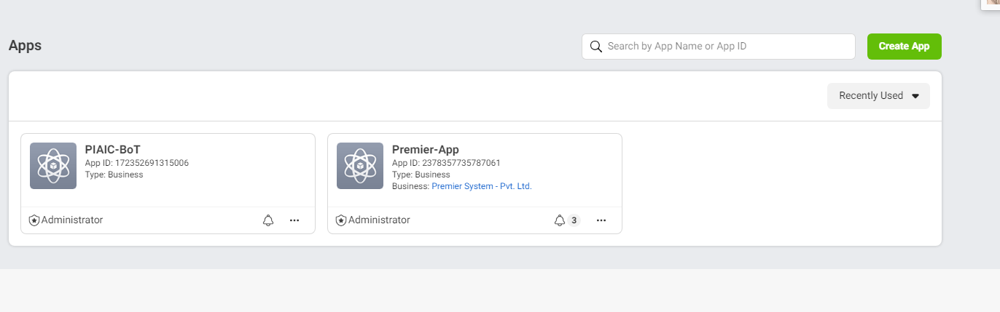 Apps
Search by App Name or App ID
Create App
Recently Used
PIAIC-BoT
App ID: 172352691315006
Type: Business
Administrator
Premier-App
App ID: 2378357735787061
Type: Business
Business: Premier System - Pvt. Ltd.
Administrator
3